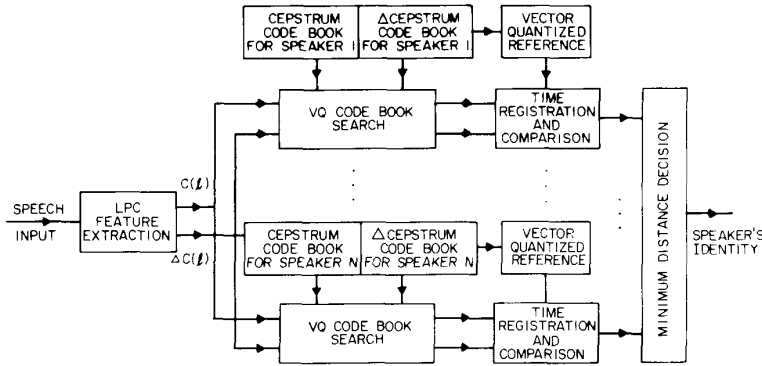 CEPSTRUM
CODE BOOK
FOR SPEAKER 1
ΔCEPSTRUM
CODE BOOK
FOR SPEAKER 1
VECTOR
QUANTIZED
REFERENCE
VQ CODE BOOK
SEARCH
TIME
REGISTRATION
AND
COMPARISON
SPEECH
INPUT
LPC
FEATURE
EXTRACTION
C(ℓ)
ΔC(ℓ)
CEPSTRUM
CODE BOOK
FOR SPEAKER N
ΔCEPSTRUM
CODE BOOK
FOR SPEAKER N
VECTOR
QUANTIZED
REFERENCE
VQ CODE BOOK
SEARCH
TIME
REGISTRATION
AND
COMPARISON
MINIMUM DISTANCE DECISION
SPEAKER'S
IDENTITY